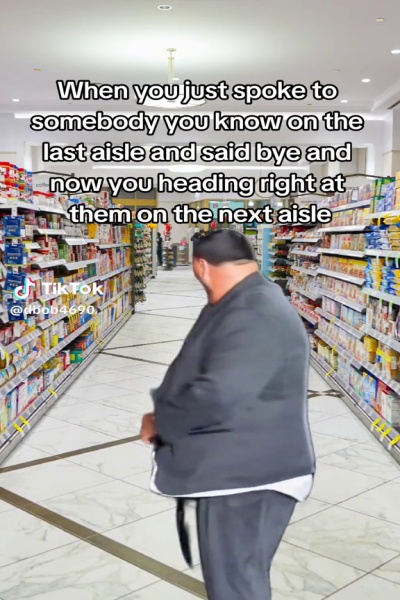 When you just spoke to
somebody you know on the
last aisle and said bye and
now you heading right at
them on the next aisle
TikTok
@dbob4690